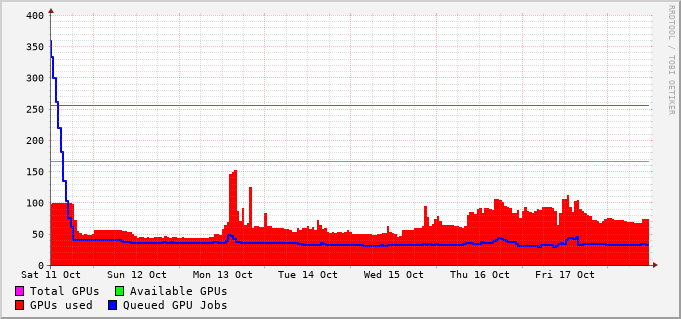 RRDTOOL / TOBI OETIKER
400
350
300
250
200
150
100
50
0
Sat 11 Oct Sun 12 Oct Mon 13 Oct Tue 14 Oct Wed 15 Oct Thu 16 Oct Fri 17 Oct
Total GPUs Available GPUs
GPUs used Queued GPU Jobs